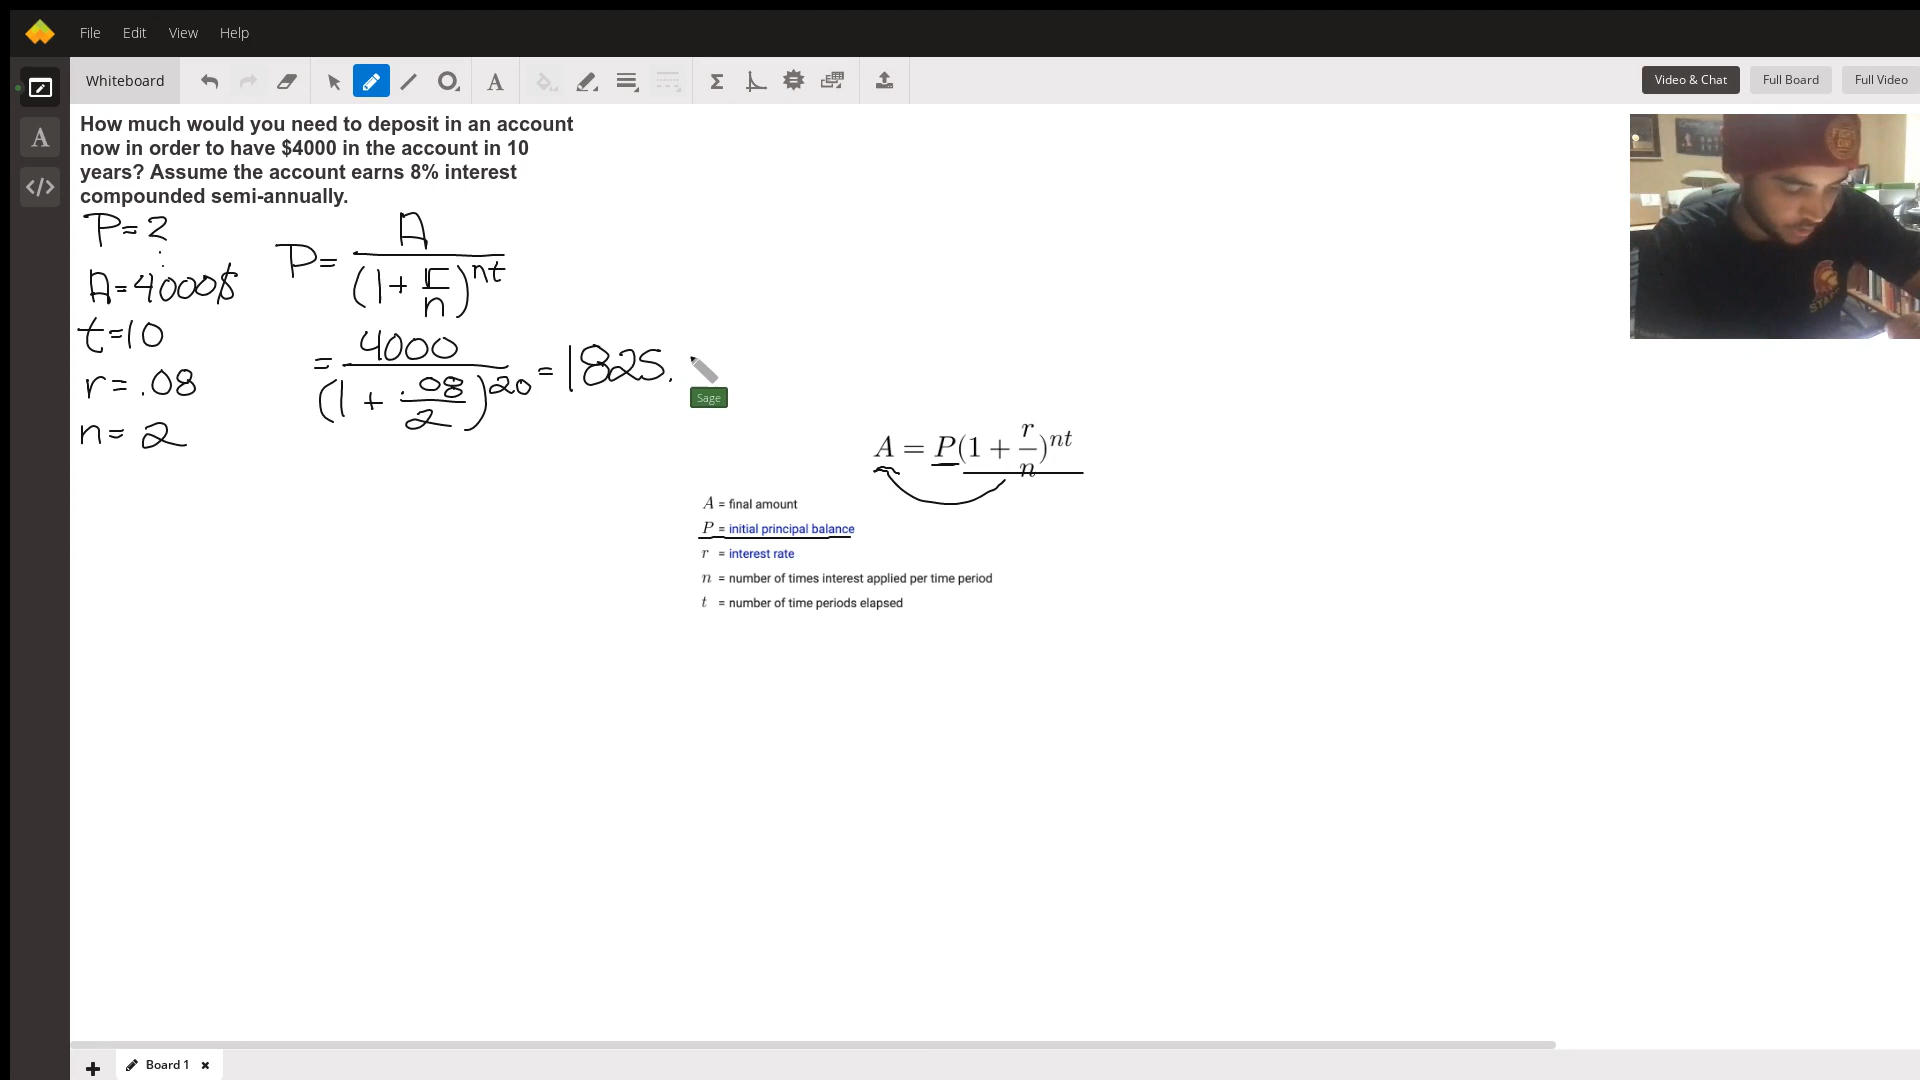 File Edit View Help
Whiteboard
A
Video & Chat
Full Board
Full Video
A
</>
How much would you need to deposit in an account
now in order to have $4000 in the account in 10
years? Assume the account earns 8% interest
compounded semi-annually.
P=?
A=4000$
t=10
r=.08
n=2
P= A/(1+r/n)^nt
= 4000/(1+.08/2)^20 = 1825.
Sage
A = P(1 + r/n)^nt
A = final amount
P = initial principal balance
r = interest rate
n = number of times interest applied per time period
t = number of time periods elapsed
Board 1